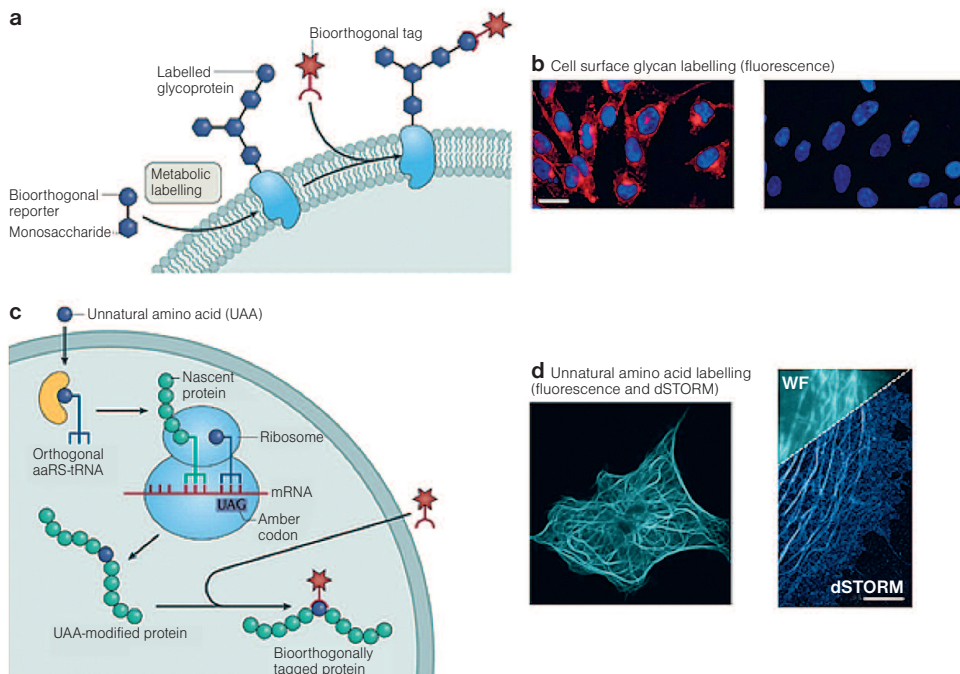 a
Bioorthogonal tag
Labelled
glycoprotein
Metabolic
labelling
Bioorthogonal
reporter
Monosaccharide
b Cell surface glycan labelling (fluorescence)
c
Unnatural amino acid (UAA)
Nascent
protein
Ribosome
Orthogonal
aaRS-tRNA
mRNA
UAG
Amber
codon
UAA-modified protein
Bioorthogonally
tagged protein
d Unnatural amino acid labelling
(fluorescence and dSTORM)
WF
dSTORM